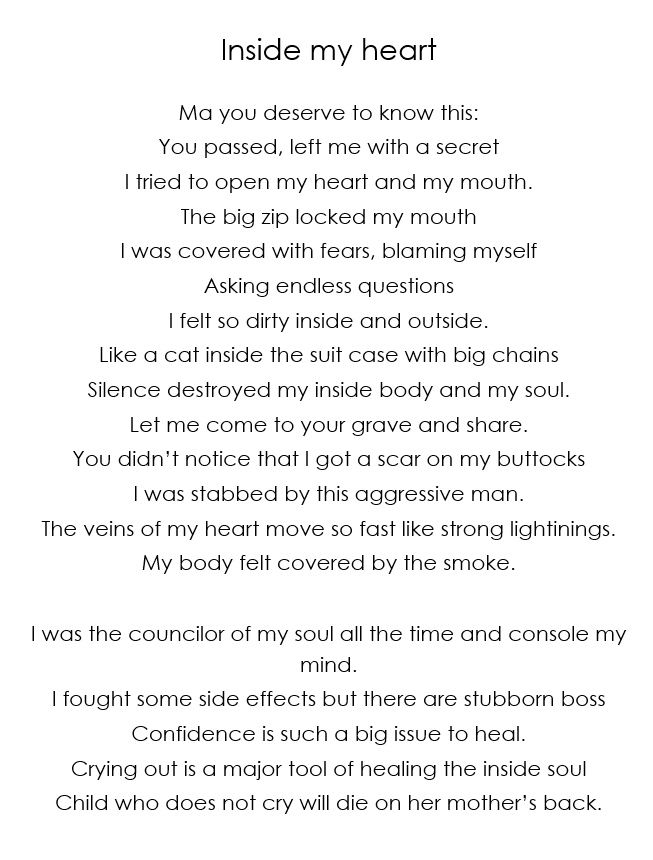 Inside my heart
Ma you deserve to know this:
You passed, left me with a secret
I tried to open my heart and my mouth.
The big zip locked my mouth
I was covered with fears, blaming myself
Asking endless questions
I felt so dirty inside and outside.
Like a cat inside the suit case with big chains
Silence destroyed my inside body and my soul.
Let me come to your grave and share.
You didn’t notice that I got a scar on my buttocks
I was stabbed by this aggressive man.
The veins of my heart move so fast like strong lightinings.
My body felt covered by the smoke.
I was the councilor of my soul all the time and console my
mind.
I fought some side effects but there are stubborn boss
Confidence is such a big issue to heal.
Crying out is a major tool of healing the inside soul
Child who does not cry will die on her mother’s back.